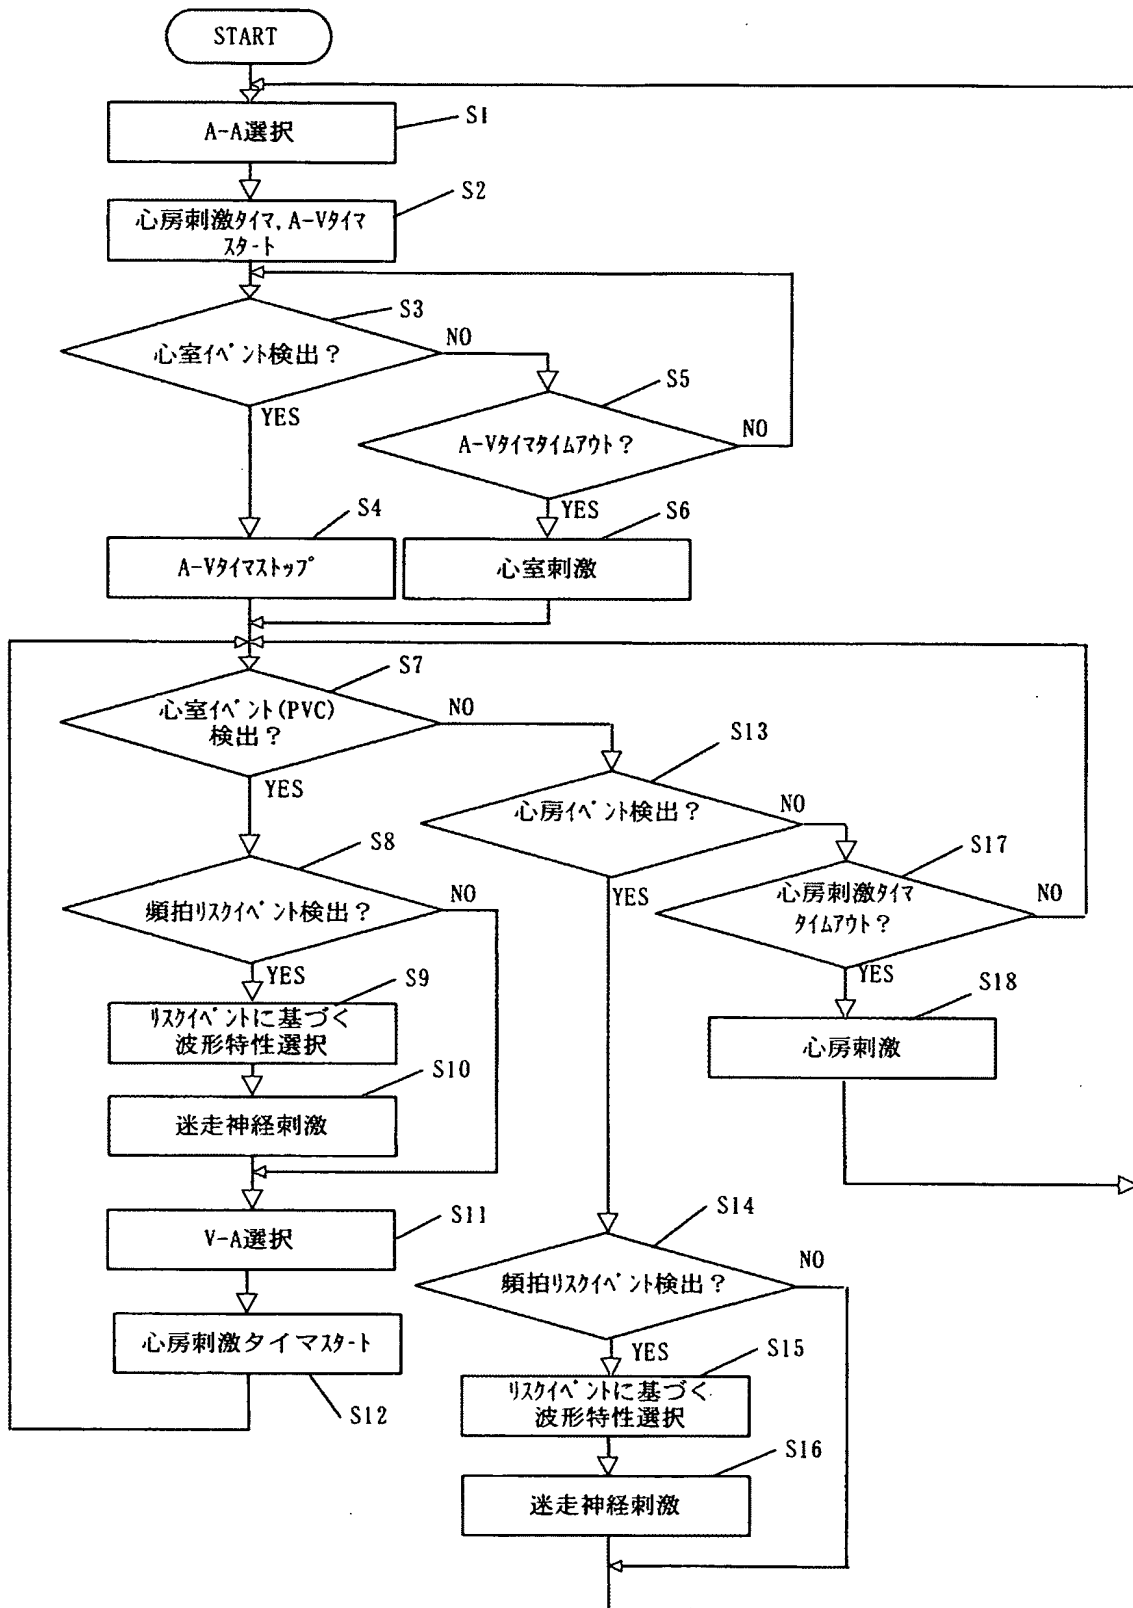 START
A-A選択
S1
心房刺激タイマ,A-Vタイマ
スタート
S2
心室イベント検出?
S3
NO
YES
A-Vタイマタイムアウト?
S5
NO
YES
A-Vタイマストップ
S4
心室刺激
S6
心室イベント(PVC)
検出?
S7
NO
YES
心房イベント検出?
S13
NO
YES
頻拍リスクイベント検出?
S8
NO
YES
心房刺激タイマ
タイムアウト?
S17
NO
YES
リスクイベントに基づく
波形特性選択
S9
心房刺激
S18
迷走神経刺激
S10
V-A選択
S11
頻拍リスクイベント検出?
S14
NO
YES
心房刺激タイマスタート
S12
リスクイベントに基づく
波形特性選択
S15
迷走神経刺激
S16